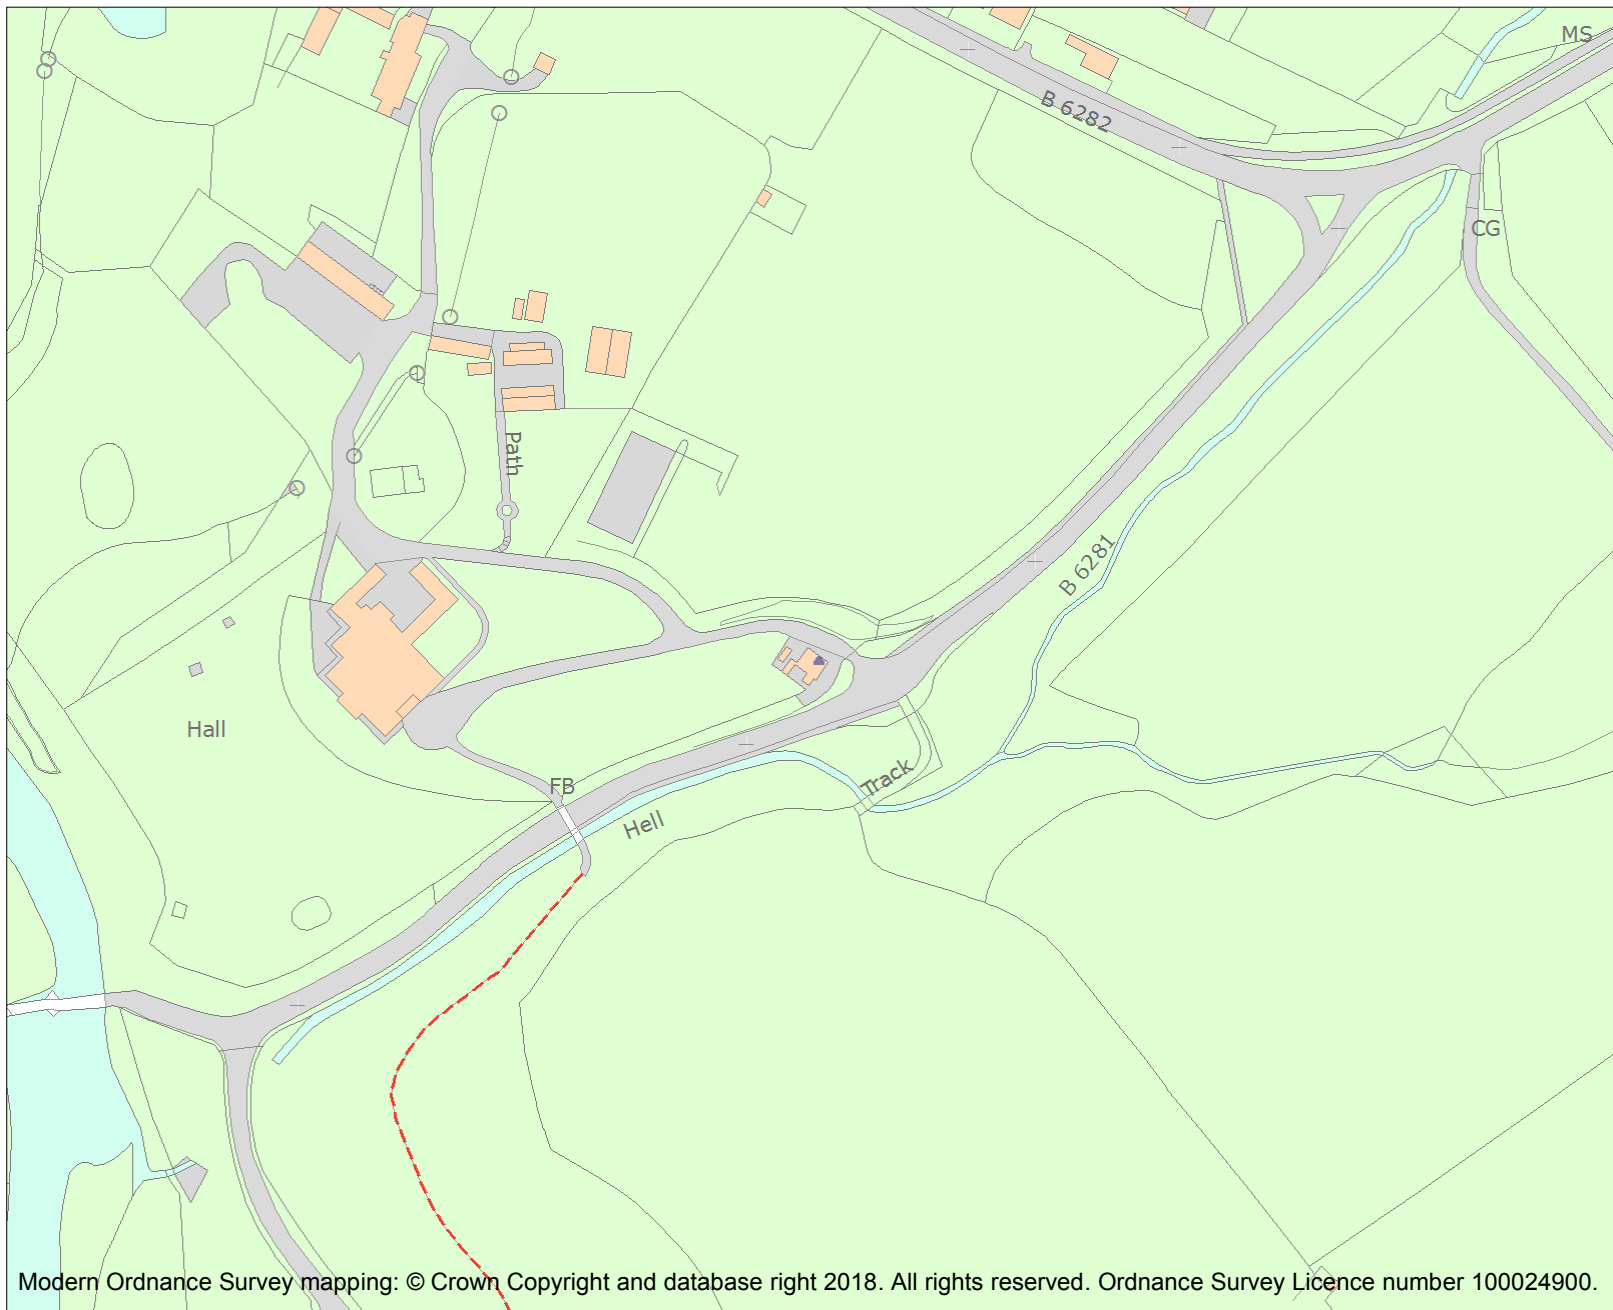 MS
B 6282
CG
Path
B 6281
Hall
Track
FB
Hell
Modern Ordnance Survey mapping: © Crown Copyright and database right 2018. All rights reserved. Ordnance Survey Licence number 100024900.